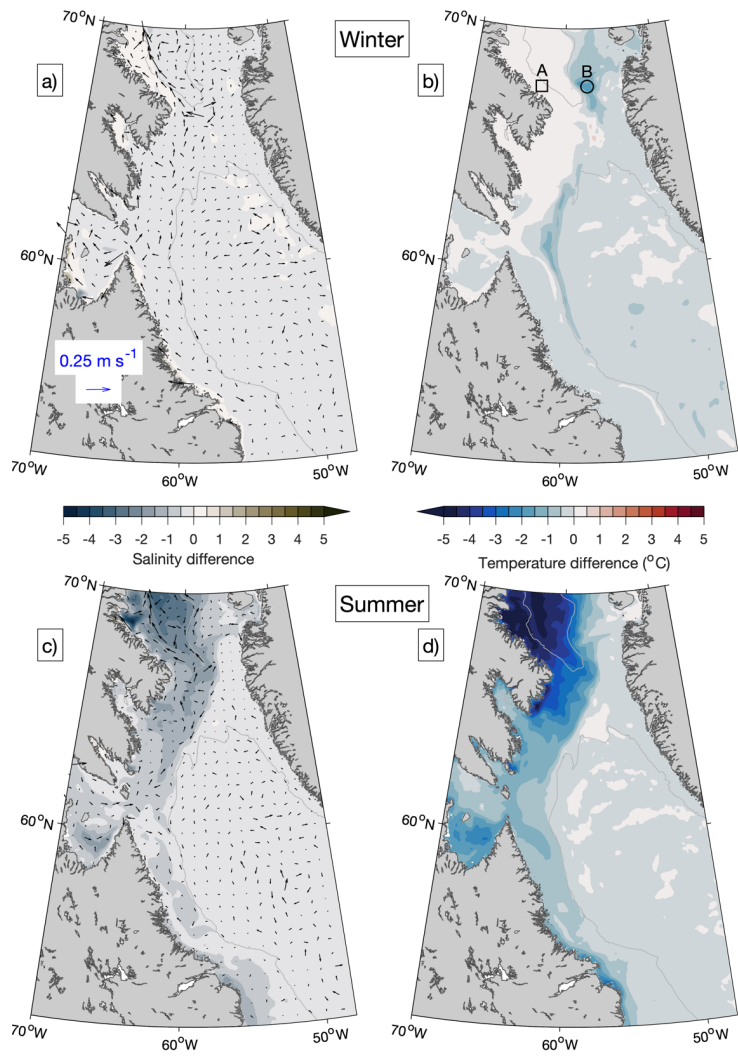 70°N
Winter
a)
b)
A
B
60°N
60°N
0.25 m s-1
70°W
60°W
50°W
70°W
60°W
50°W
-5 -4 -3 -2 -1 0 1 2 3 4 5
Salinity difference
-5 -4 -3 -2 -1 0 1 2 3 4 5
Temperature difference (°C)
70°N
70°N
Summer
c)
d)
60°N
60°N
70°W
60°W
50°W
70°W
60°W
50°W
70°N